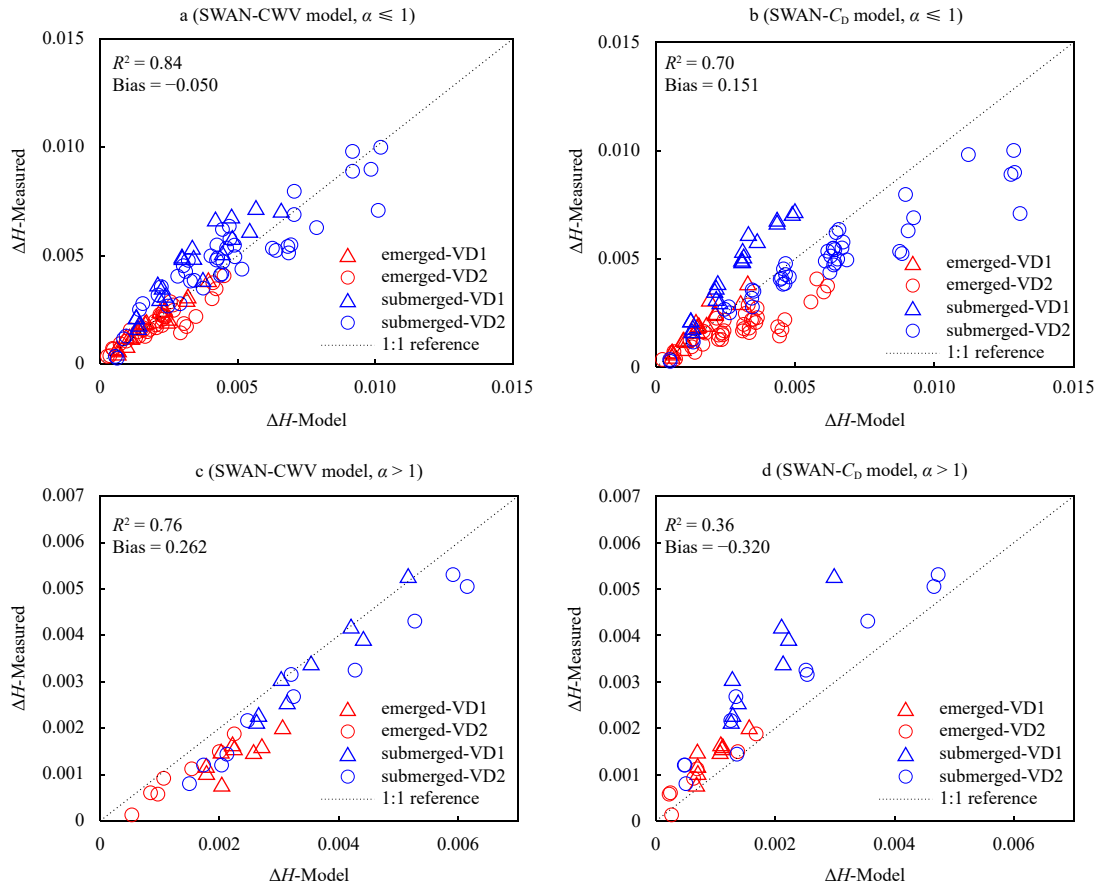 a (SWAN-CWV model, α ⩽ 1)
0.015
R² = 0.84
Bias = −0.050
0.010
ΔH-Measured
0.005
emerged-VD1
emerged-VD2
submerged-VD1
submerged-VD2
1:1 reference
0
0 0.005 0.010 0.015
ΔH-Model
b (SWAN-C_D model, α ⩽ 1)
0.015
R² = 0.70
Bias = 0.151
0.010
ΔH-Measured
0.005
emerged-VD1
emerged-VD2
submerged-VD1
submerged-VD2
1:1 reference
0
0 0.005 0.010 0.015
ΔH-Model
c (SWAN-CWV model, α > 1)
0.007
R² = 0.76
Bias = 0.262
0.006
0.005
0.004
ΔH-Measured
0.003
0.002
0.001
0
emerged-VD1
emerged-VD2
submerged-VD1
submerged-VD2
1:1 reference
0 0.002 0.004 0.006
ΔH-Model
d (SWAN-C_D model, α > 1)
0.007
R² = 0.36
Bias = −0.320
0.006
0.005
0.004
ΔH-Measured
0.003
0.002
0.001
0
emerged-VD1
emerged-VD2
submerged-VD1
submerged-VD2
1:1 reference
0 0.002 0.004 0.006
ΔH-Model